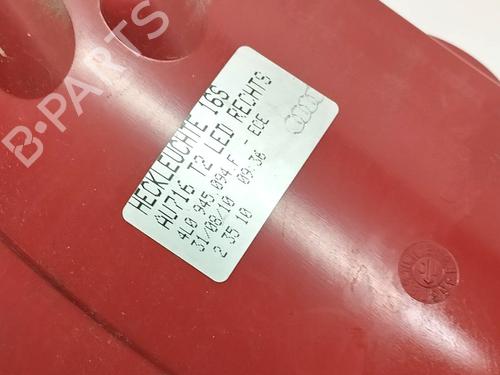 HECKLEUCHTE 16S
AU716 T2 LED RECHTS
4L0.945.094.F - ECE
31/08/10 09:36
2 35 10
B-PARTS